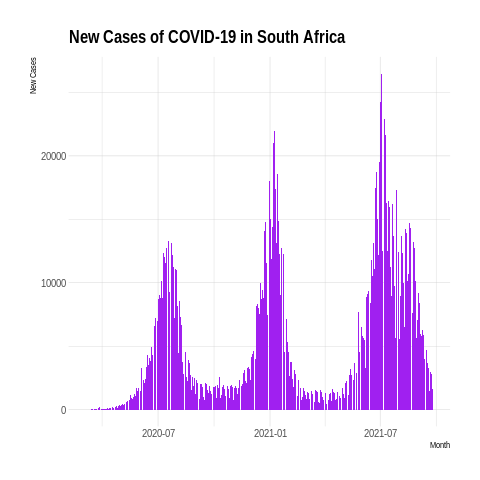 New Cases of COVID-19 in South Africa
New Cases
20000
10000
0
2020-07
2021-01
2021-07
Month